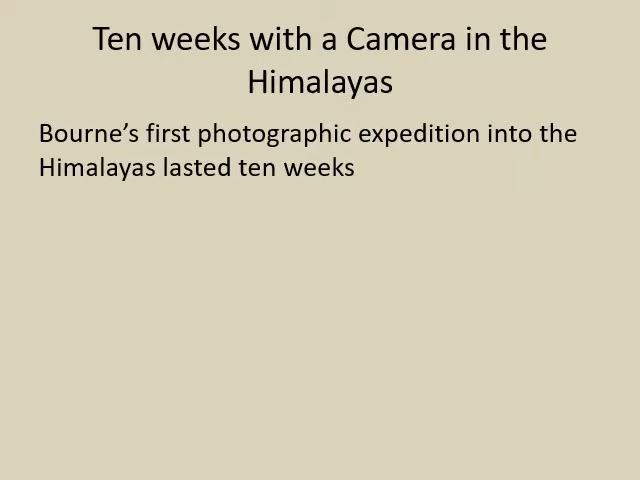 Ten weeks with a Camera in the
Himalayas
Bourne’s first photographic expedition into the
Himalayas lasted ten weeks